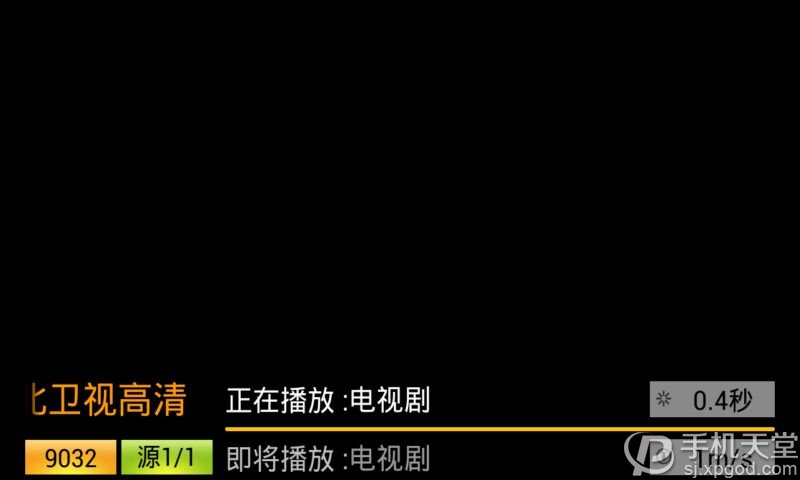 卫视高清
正在播放 :电视剧
0.4秒
9032
源1/1
即将播放 :电视剧
1m/s
手机天堂
sj.xpgod.com